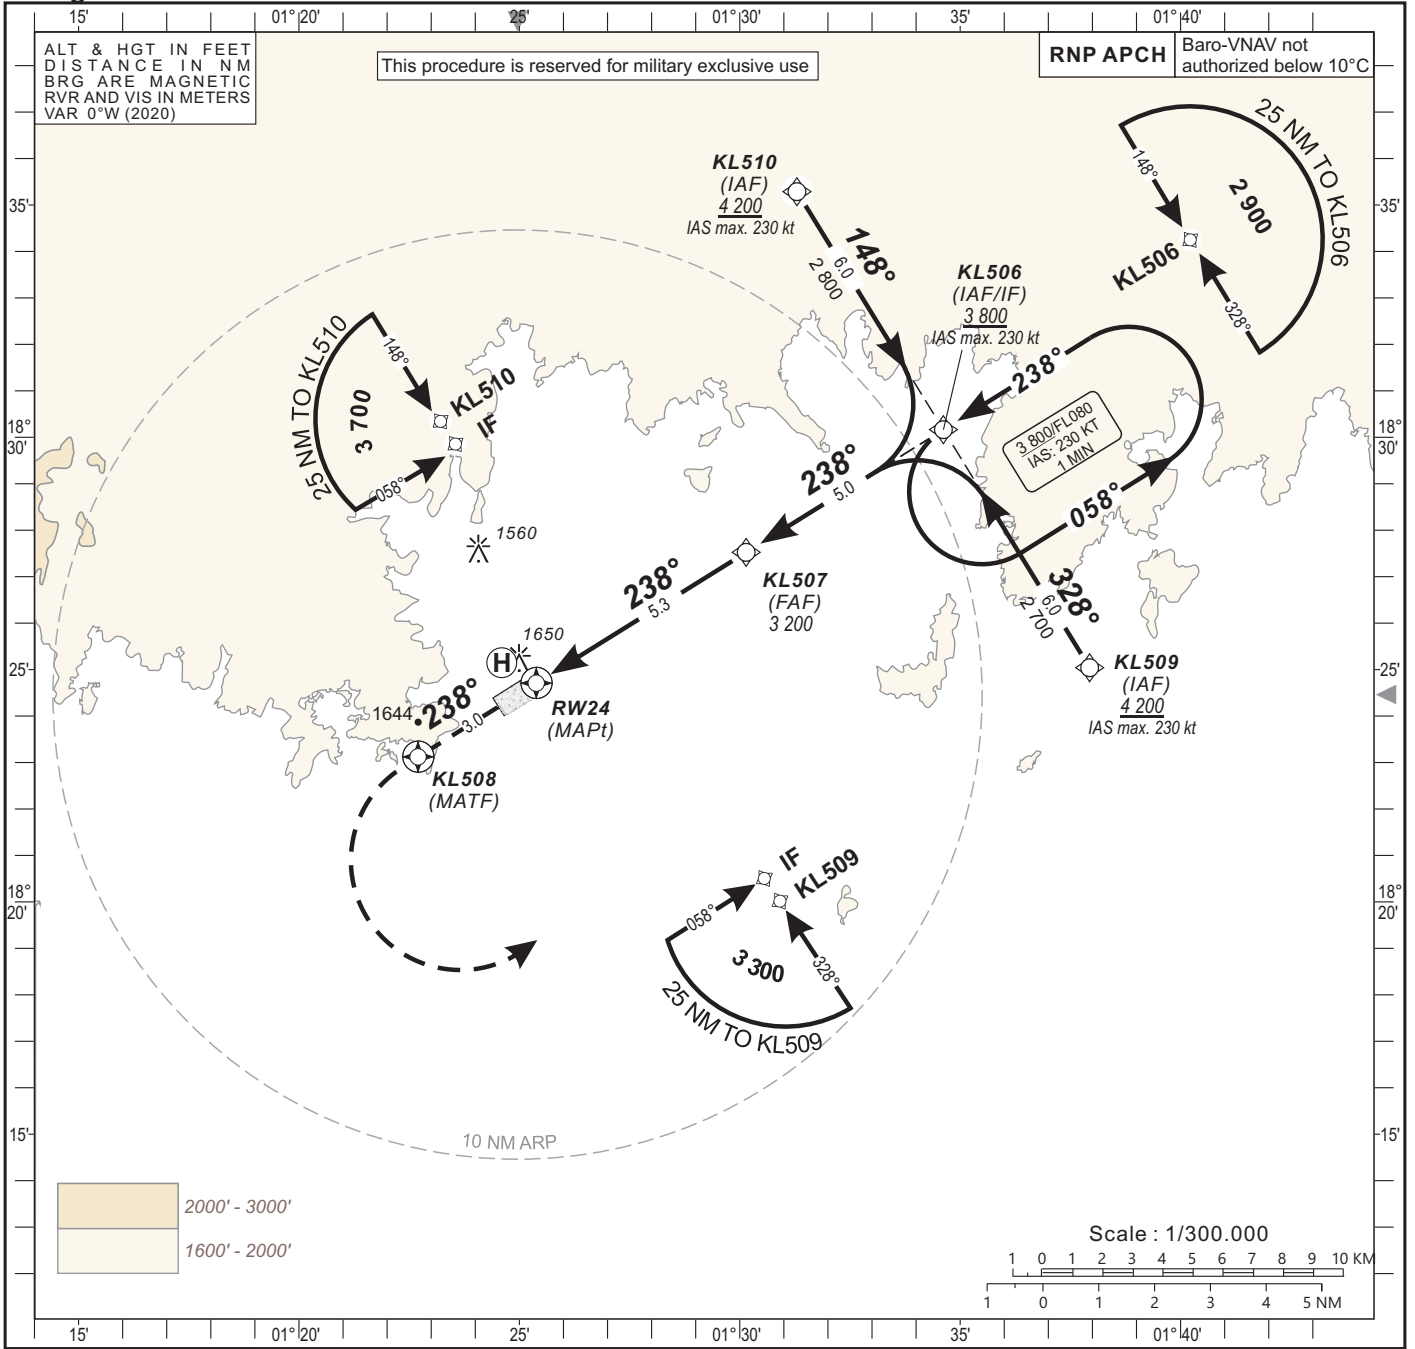 15'
01°20'
25'
01°30'
35'
01°40'
ALT & HGT IN FEET
DISTANCE IN NM
BRG ARE MAGNETIC
RVR AND VIS IN METERS
VAR 0°W (2020)
This procedure is reserved for military exclusive use
RNP APCH
Baro-VNAV not
authorized below 10°C
25 NM TO KL506
148°
2 900
KL506
328°
KL510
(IAF)
4 200
IAS max. 230 kt
35'
35'
148°
6.0
2 800
KL506
(IAF/IF)
3 800
IAS max. 230 kt
25 NM TO KL510
148°
3 700
KL510
IF
058°
238°
3 800/FL080
IAS: 230 KT
1 MIN
058°
18°
30'
18°
30'
238°
5.0
1560
KL507
(FAF)
3 200
238°
5.3
328°
6.0
2 700
KL509
(IAF)
4 200
IAS max. 230 kt
25'
25'
1650
H
RW24
(MAPt)
1644
238°
3.0
KL508
(MATF)
IF
KL509
058°
3 300
328°
25 NM TO KL509
18°
20'
18°
20'
15'
15'
10 NM ARP
2000' - 3000'
1600' - 2000'
Scale : 1/300.000
1 0 1 2 3 4 5 6 7 8 9 10 KM
1 0 1 2 3 4 5 NM
15'
01°20'
25'
01°30'
35'
01°40'